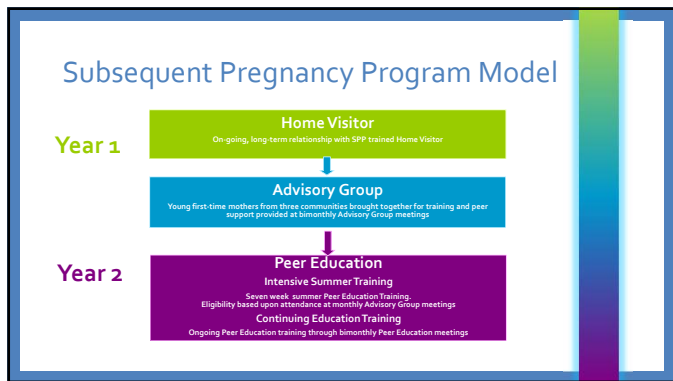 Subsequent Pregnancy Program Model
Year 1
Home Visitor
On-going, long-term relationship with SPP trained Home Visitor
Advisory Group
Young first-time mothers from three communities brought together for training and peer
support provided at bimonthly Advisory Group meetings
Year 2
Peer Education
Intensive Summer Training
Seven week summer Peer Education Training.
Eligibility based upon attendance at monthly Advisory Group meetings
Continuing Education Training
Ongoing Peer Education training through bimonthly Peer Education meetings